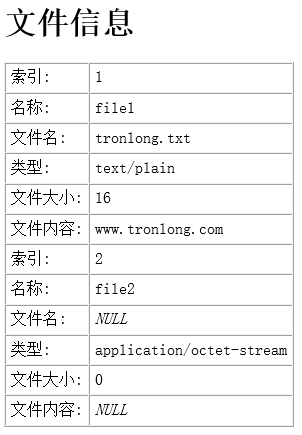 文件信息
索引: 1
名称: file1
文件名: tronlong.txt
类型: text/plain
文件大小: 16
文件内容: www.tronlong.com
索引: 2
名称: file2
文件名: NULL
类型: application/octet-stream
文件大小: 0
文件内容: NULL